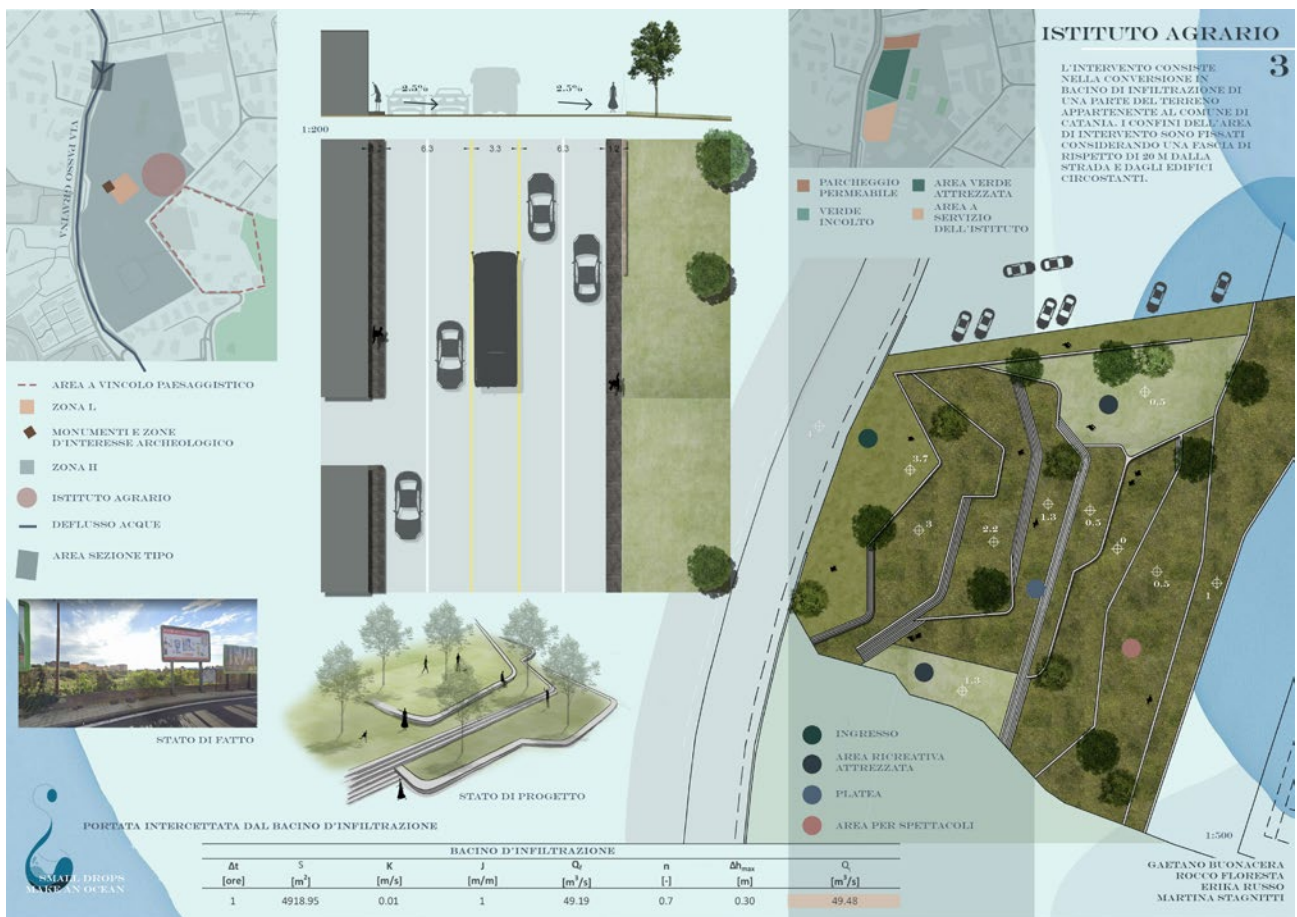 ISTITUTO AGRARIO
3
L'INTERVENTO CONSISTE
NELLA CONVERSIONE IN
BACINO DI INFILTRAZIONE DI
UNA PARTE DEL TERRENO
APPARTENENTE AL COMUNE DI
CATANIA. I CONFINI DELL'AREA
DI INTERVENTO SONO FISSATI
CONSIDERANDO UNA FASCIA DI
RISPETTO DI 20 M DALLA
STRADA E DAGLI EDIFICI
CIRCOSTANTI.
VIA PASSO GRAVINA
AREA A VINCOLO PAESAGGISTICO
ZONA L
MONUMENTI E ZONE
D'INTERESSE ARCHEOLOGICO
ZONA H
ISTITUTO AGRARIO
DEFLUSSO ACQUE
AREA SEZIONE TIPO
STATO DI FATTO
2.5%
2.5%
1:200
6.3
3.3
6.3
1.2
STATO DI PROGETTO
PARCHEGGIO
PERMEABILE
VERDE
INCOLTO
AREA VERDE
ATTREZZATA
AREA A
SERVIZIO
DELL'ISTITUTO
1
0.5
3.7
3
2.2
1.3
0.5
0
0.5
1
1.3
INGRESSO
AREA RICREATIVA
ATTREZZATA
PLATEA
AREA PER SPETTACOLI
1:500
PORTATA INTERCETTATA DAL BACINO D'INFILTRAZIONE
BACINO D'INFILTRAZIONE
Δt S K J Qf n Δhmax Q
[ore] [m²] [m/s] [m/m] [m³/s] [-] [m] [m³/s]
1 4918.95 0.01 1 49.19 0.7 0.30 49.48
SMALL DROPS
MAKE AN OCEAN
GAETANO BUONACERA
ROCCO FLORESTA
ERIKA RUSSO
MARTINA STAGNITTI